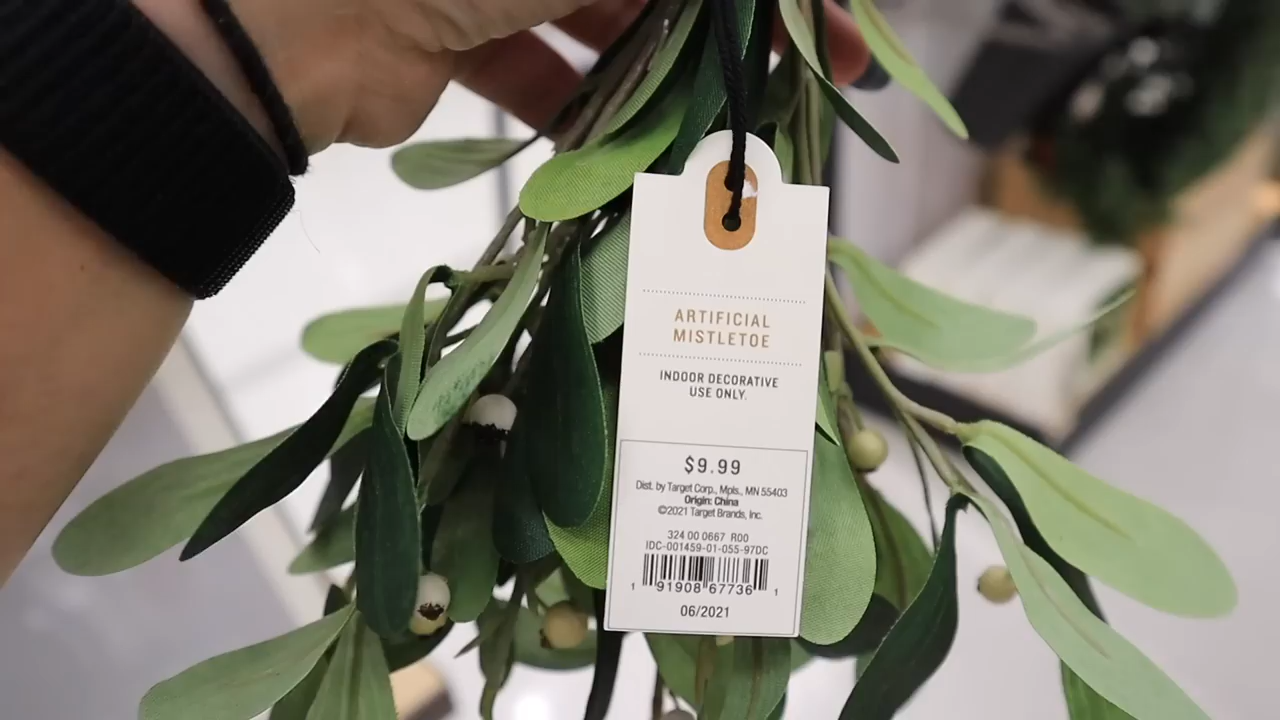 ARTIFICIAL
MISTLETOE
INDOOR DECORATIVE
USE ONLY.
$9.99
Dist. by Target Corp., Mpls., MN 55403
Origin: China
©2021 Target Brands, Inc.
324 00 0667 R00
IDC-001459-01-055-97DC
1 91908 67736 1
06/2021